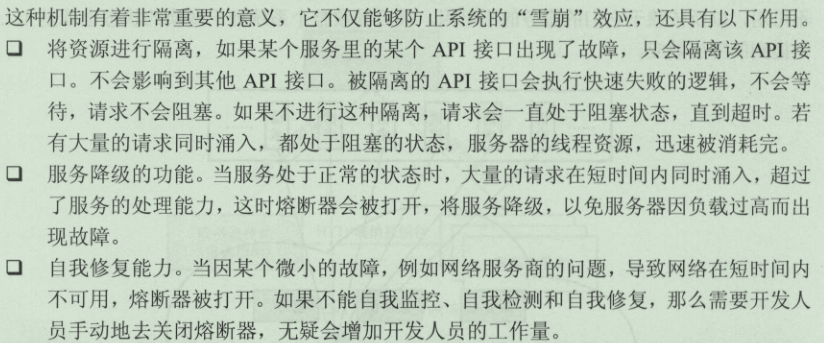 这种机制有着非常重要的意义，它不仅能够防止系统的“雪崩”效应，还具有以下作用。
❏ 将资源进行隔离，如果某个服务里的某个 API 接口出现了故障，只会隔离该 API 接
口。不会影响到其他 API 接口。被隔离的 API 接口会执行快速失败的逻辑，不会等
待，请求不会阻塞。如果不进行这种隔离，请求会一直处于阻塞状态，直到超时。若
有大量的请求同时涌入，都处于阻塞的状态，服务器的线程资源，迅速被消耗完。
❏ 服务降级的功能。当服务处于正常的状态时，大量的请求在短时间内同时涌入，超过
了服务的处理能力，这时熔断器会被打开，将服务降级，以免服务器因负载过高而出
现故障。
❏ 自我修复能力。当因某个微小的故障，例如网络服务商的问题，导致网络在短时间内
不可用，熔断器被打开。如果不能自我监控、自我检测和自我修复，那么需要开发人
员手动地去关闭熔断器，无疑会增加开发人员的工作量。